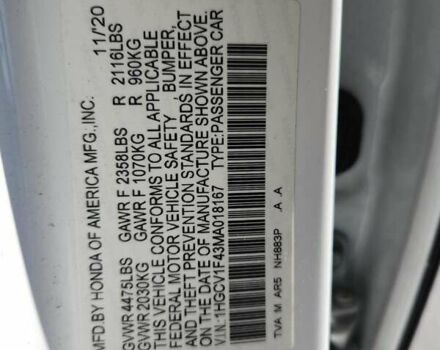 MFD.BY HONDA OF AMERICA MFG.,INC. 11/'20
GVWR 4475LBS GAWR F 2358LBS R 2116LBS
GVWR 2030KG GAWR F 1070KG R 960KG
THIS VEHICLE CONFORMS TO ALL APPLICABLE
FEDERAL MOTOR VEHICLE SAFETY, BUMPER,
AND THEFT PREVENTION STANDARDS IN EFFECT
ON THE DATE OF MANUFACTURE SHOWN ABOVE.
V.I.N.:1HGCV1F43MA018167 TYPE:PASSENGER CAR
TVA M AR5 NH883P .A .A